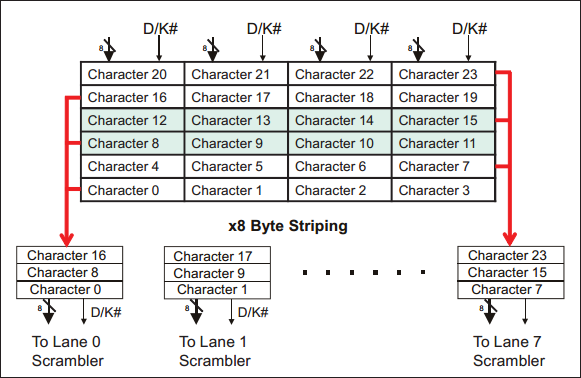 D/K# D/K# D/K# D/K#
8 8 8 8
Character 20 Character 21 Character 22 Character 23
Character 16 Character 17 Character 18 Character 19
Character 12 Character 13 Character 14 Character 15
Character 8 Character 9 Character 10 Character 11
Character 4 Character 5 Character 6 Character 7
Character 0 Character 1 Character 2 Character 3
x8 Byte Striping
Character 16 Character 17 Character 23
Character 8 Character 9 Character 15
Character 0 Character 1 . . . . . . Character 7
8 D/K# 8 D/K# 8 D/K#
To Lane 0 To Lane 1 To Lane 7
Scrambler Scrambler Scrambler